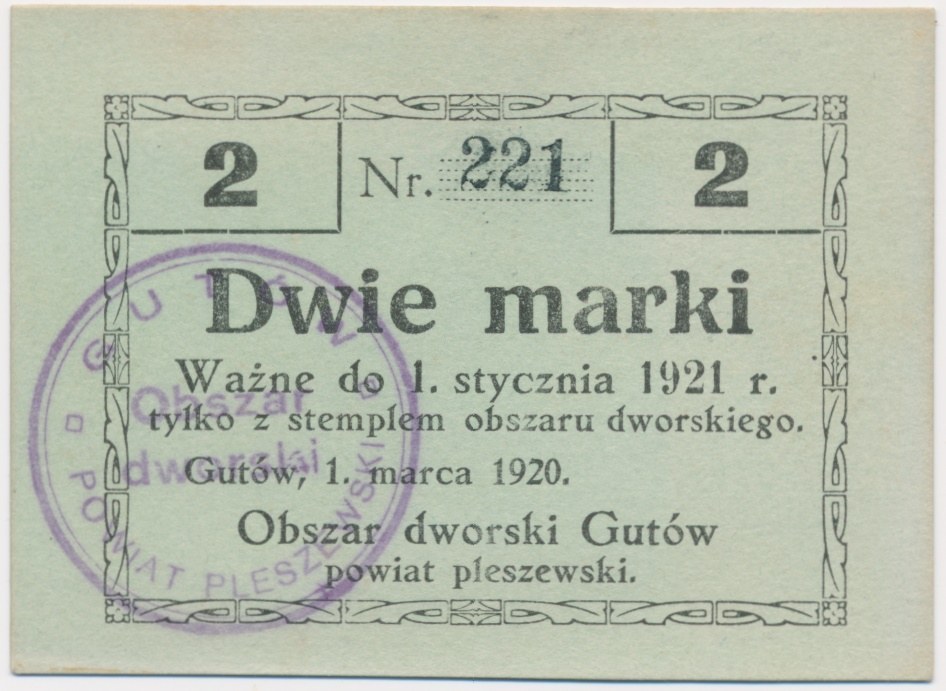 2 Nr. 221 2
Dwie marki
Ważne do 1. stycznia 1921 r.
tylko z stemplem obszaru dworskiego.
Gutów, 1. marca 1920.
Obszar dworski Gutów
powiat pleszewski.
GUTÓW
Obszar
dworski
POWIAT PLESZEWSKI